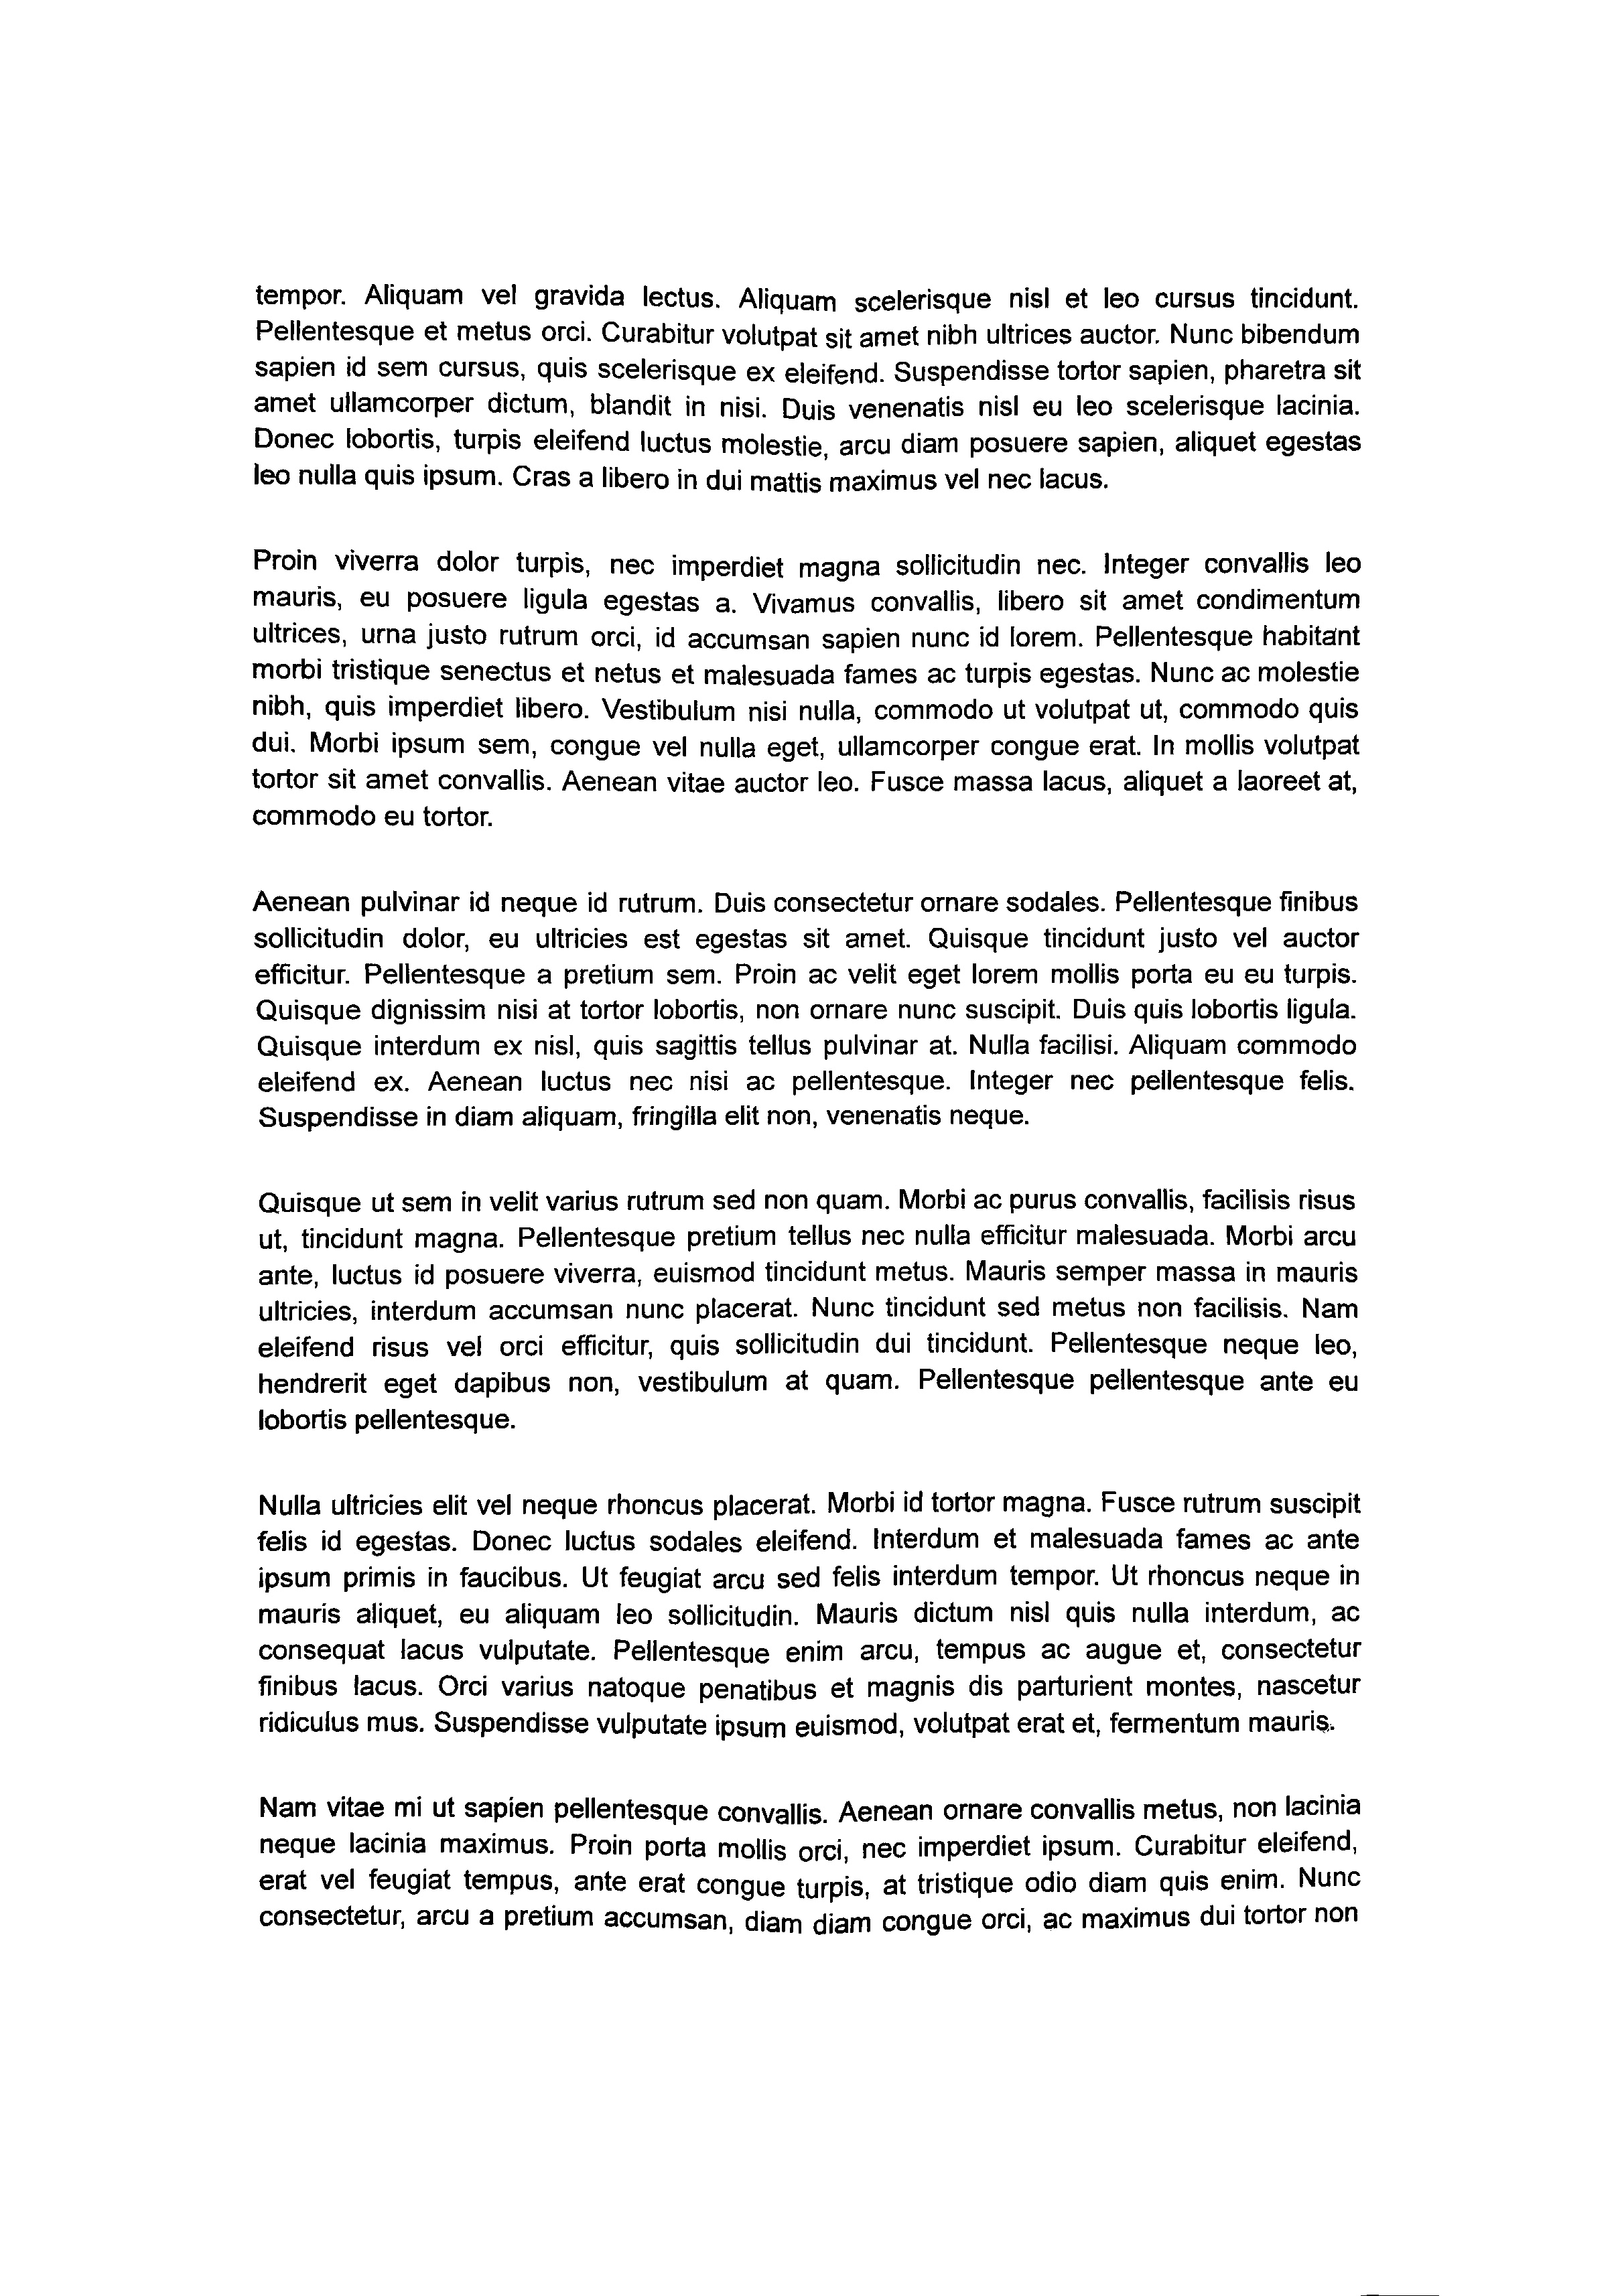 tempor. Aliquam vel gravida lectus. Aliquam scelerisque nisl et leo cursus tincidunt.
Pellentesque et metus orci. Curabitur volutpat sit amet nibh ultrices auctor. Nunc bibendum
sapien id sem cursus, quis scelerisque ex eleifend. Suspendisse tortor sapien, pharetra sit
amet ullamcorper dictum, blandit in nisi. Duis venenatis nisl eu leo scelerisque lacinia.
Donec lobortis, turpis eleifend luctus molestie, arcu diam posuere sapien, aliquet egestas
leo nulla quis ipsum. Cras a libero in dui mattis maximus vel nec lacus.
Proin viverra dolor turpis, nec imperdiet magna sollicitudin nec. Integer convallis leo
mauris, eu posuere ligula egestas a. Vivamus convallis, libero sit amet condimentum
ultrices, urna justo rutrum orci, id accumsan sapien nunc id lorem. Pellentesque habitant
morbi tristique senectus et netus et malesuada fames ac turpis egestas. Nunc ac molestie
nibh, quis imperdiet libero. Vestibulum nisi nulla, commodo ut volutpat ut, commodo quis
dui. Morbi ipsum sem, congue vel nulla eget, ullamcorper congue erat. In mollis volutpat
tortor sit amet convallis. Aenean vitae auctor leo. Fusce massa lacus, aliquet a laoreet at,
commodo eu tortor.
Aenean pulvinar id neque id rutrum. Duis consectetur ornare sodales. Pellentesque finibus
sollicitudin dolor, eu ultricies est egestas sit amet. Quisque tincidunt justo vel auctor
efficitur. Pellentesque a pretium sem. Proin ac velit eget lorem mollis porta eu eu turpis.
Quisque dignissim nisi at tortor lobortis, non ornare nunc suscipit. Duis quis lobortis ligula.
Quisque interdum ex nisl, quis sagittis tellus pulvinar at. Nulla facilisi. Aliquam commodo
eleifend ex. Aenean luctus nec nisi ac pellentesque. Integer nec pellentesque felis.
Suspendisse in diam aliquam, fringilla elit non, venenatis neque.
Quisque ut sem in velit varius rutrum sed non quam. Morbi ac purus convallis, facilisis risus
ut, tincidunt magna. Pellentesque pretium tellus nec nulla efficitur malesuada. Morbi arcu
ante, luctus id posuere viverra, euismod tincidunt metus. Mauris semper massa in mauris
ultricies, interdum accumsan nunc placerat. Nunc tincidunt sed metus non facilisis. Nam
eleifend risus vel orci efficitur, quis sollicitudin dui tincidunt. Pellentesque neque leo,
hendrerit eget dapibus non, vestibulum at quam. Pellentesque pellentesque ante eu
lobortis pellentesque.
Nulla ultricies elit vel neque rhoncus placerat. Morbi id tortor magna. Fusce rutrum suscipit
felis id egestas. Donec luctus sodales eleifend. Interdum et malesuada fames ac ante
ipsum primis in faucibus. Ut feugiat arcu sed felis interdum tempor. Ut rhoncus neque in
mauris aliquet, eu aliquam leo sollicitudin. Mauris dictum nisl quis nulla interdum, ac
consequat lacus vulputate. Pellentesque enim arcu, tempus ac augue et, consectetur
finibus lacus. Orci varius natoque penatibus et magnis dis parturient montes, nascetur
ridiculus mus. Suspendisse vulputate ipsum euismod, volutpat erat et, fermentum mauris.
Nam vitae mi ut sapien pellentesque convallis. Aenean ornare convallis metus, non lacinia
neque lacinia maximus. Proin porta mollis orci, nec imperdiet ipsum. Curabitur eleifend,
erat vel feugiat tempus, ante erat congue turpis, at tristique odio diam quis enim. Nunc
consectetur, arcu a pretium accumsan, diam diam congue orci, ac maximus dui tortor non